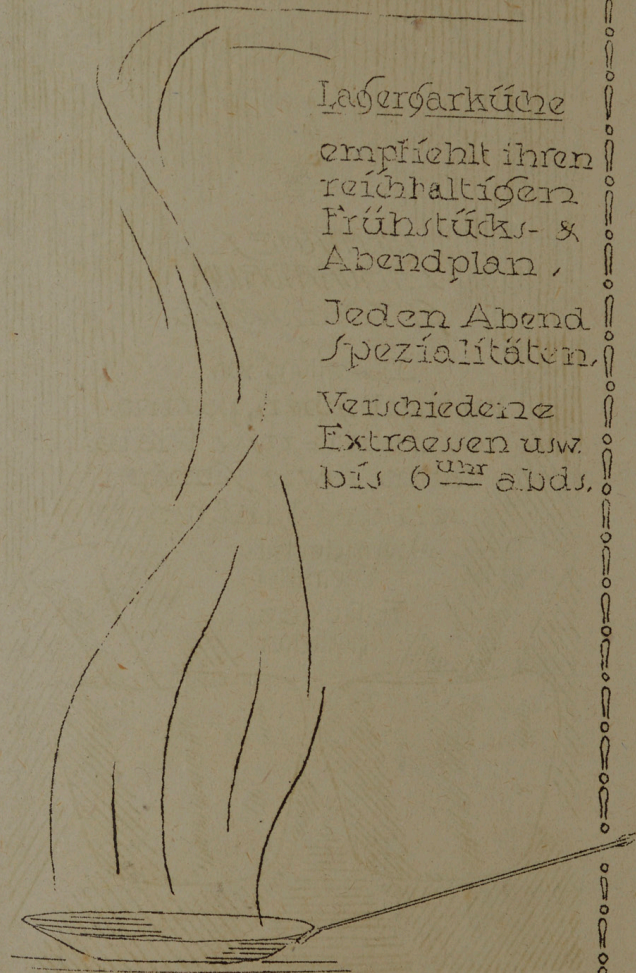 Lagergarküche
empfiehlt ihren
reichhaltigen
Frühstücks- &
Abendplan,
Jeden Abend
Spezialitäten,
Verschiedene
Extraessen usw.
bis 6 Uhr abds.